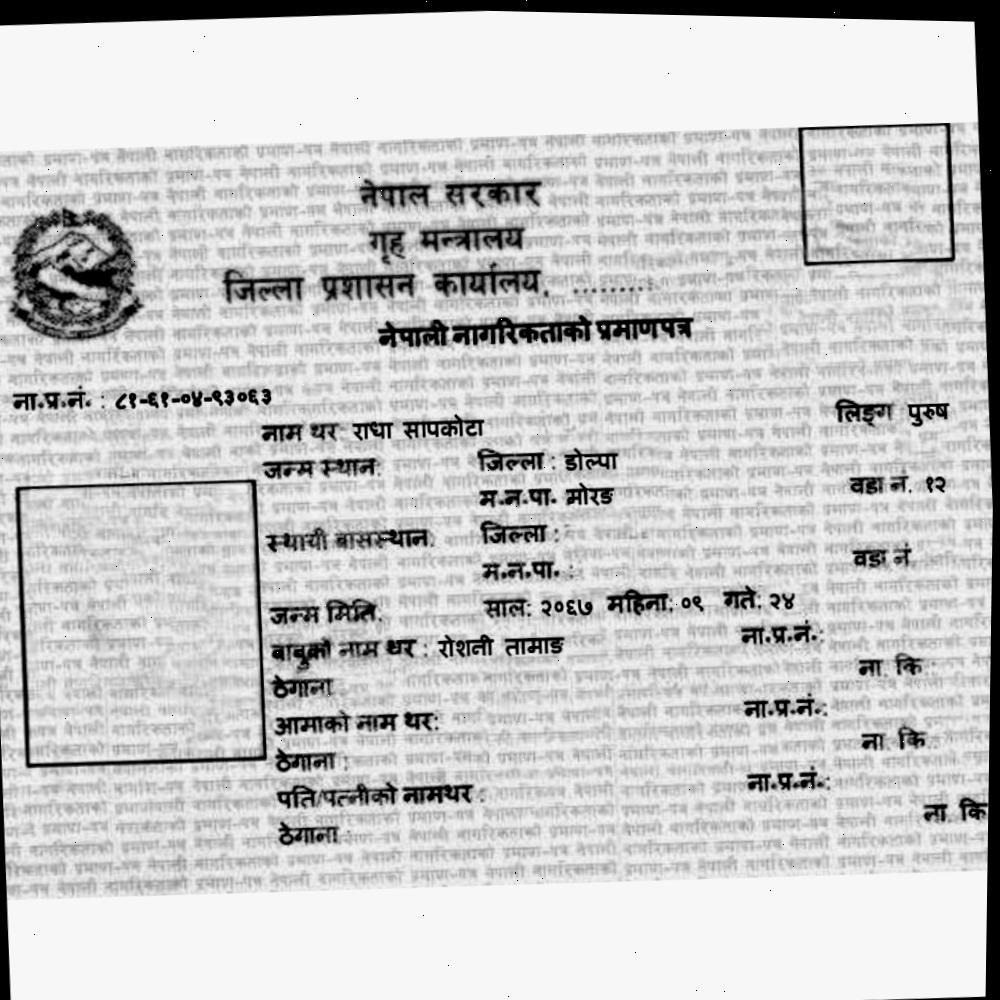 नेपाल सरकार
गृह मन्त्रालय
जिल्ला प्रशासन कार्यालय, .........
नेपाली नागरिकताको प्रमाणपत्र
ना.प्र.नं. : ८१-६१-०४-९३०६३
लिङ्ग पुरुष
नाम थर राधा सापकोटा
जन्म स्थान: जिल्ला : डोल्पा
म.न.पा. मोरङ वडा नं. १२
स्थायी बासस्थान: जिल्ला :
म.न.पा. : वडा नं.
जन्म मिति: साल: २०६७ महिना: ०९ गते: २४
बाबुको नाम थर : रोशनी तामाङ ना.प्र.नं.:
ठेगाना ना. कि :
आमाको नाम थर: ना.प्र.नं.:
ठेगाना : ना. कि :
पति/पत्नीको नामथर : ना.प्र.नं.:
ठेगाना : ना. कि